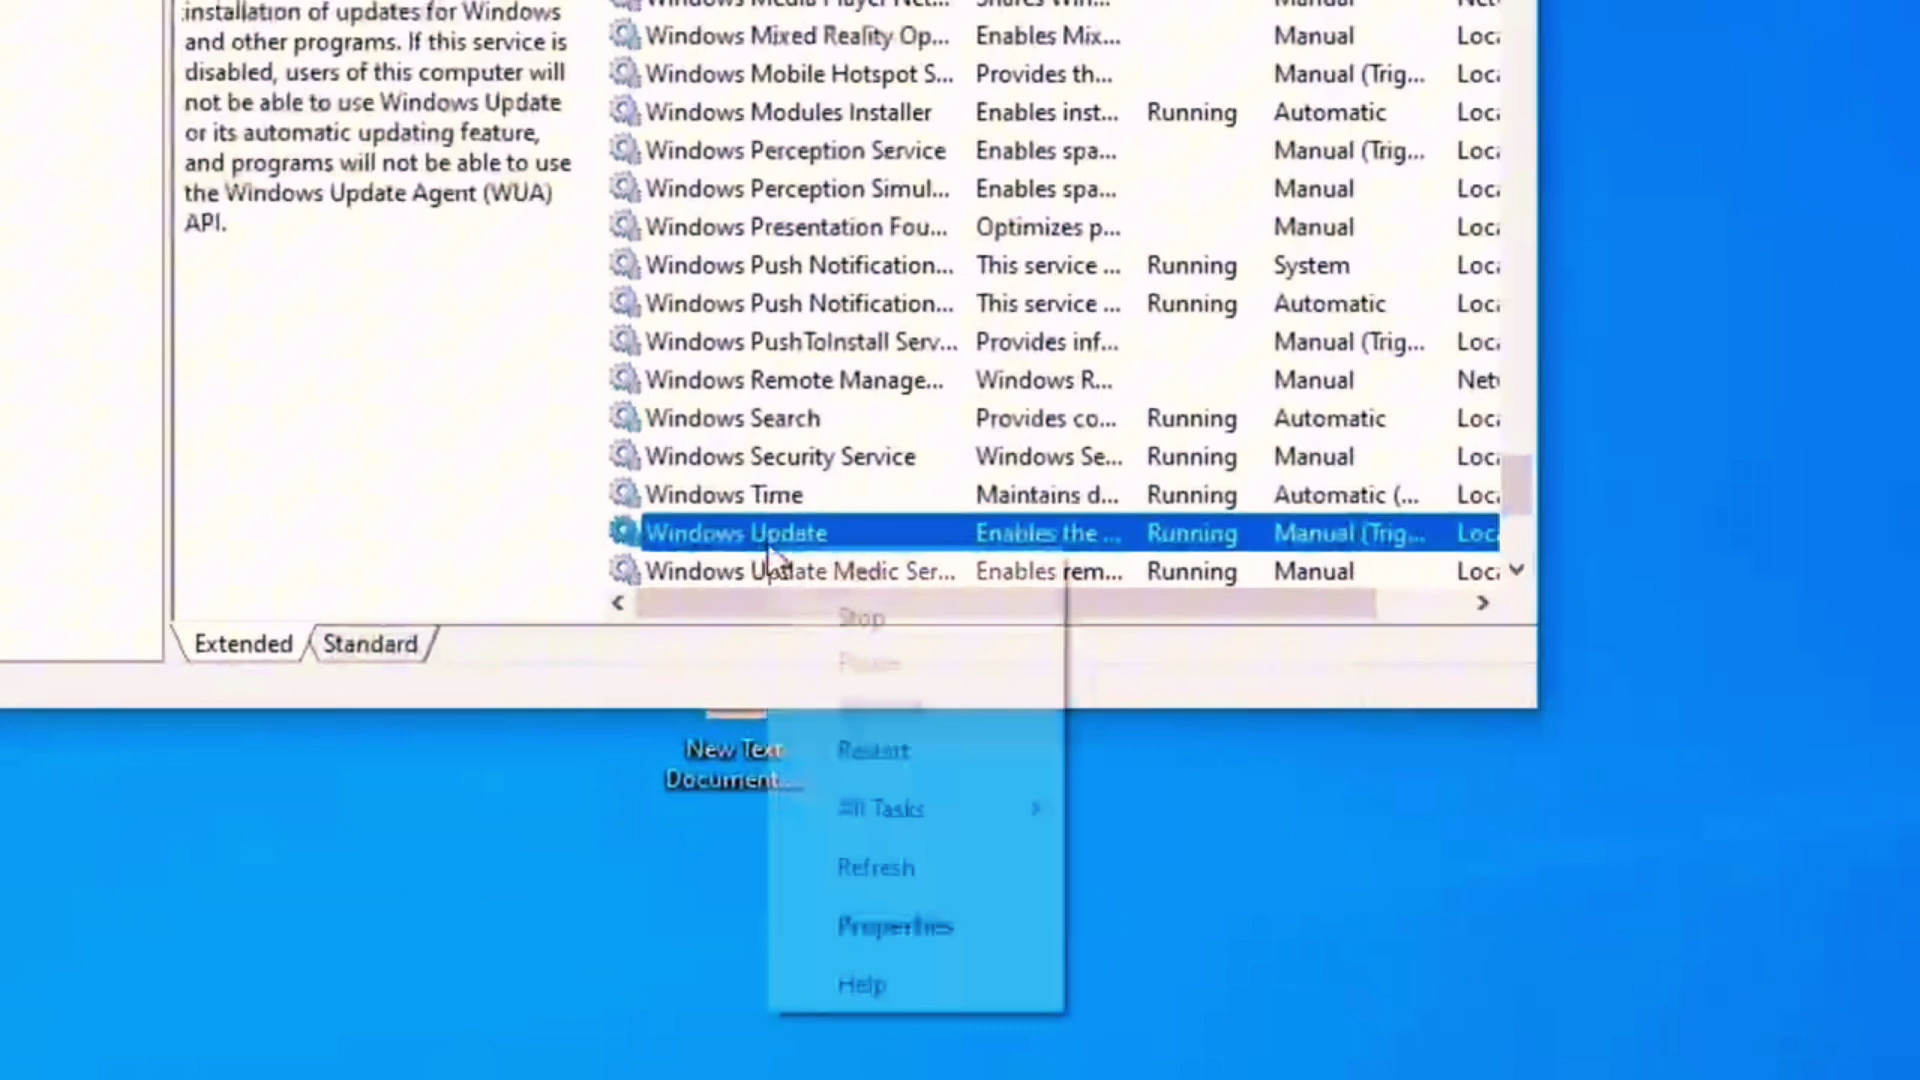 installation of updates for Windows
and other programs. If this service is
disabled, users of this computer will
not be able to use Windows Update
or its automatic updating feature,
and programs will not be able to use
the Windows Update Agent (WUA)
API.
Windows Media Player Net... Shares Win... Manual Net
Windows Mixed Reality Op... Enables Mix... Manual Loc
Windows Mobile Hotspot S... Provides th... Manual (Trig... Loc
Windows Modules Installer Enables inst... Running Automatic Loc
Windows Perception Service Enables spa... Manual (Trig... Loc
Windows Perception Simul... Enables spa... Manual Loc
Windows Presentation Fou... Optimizes p... Manual Loc
Windows Push Notification... This service ... Running System Loc
Windows Push Notification... This service ... Running Automatic Loc
Windows PushToInstall Serv... Provides inf... Manual (Trig... Loc
Windows Remote Manage... Windows R... Manual Net
Windows Search Provides co... Running Automatic Loc
Windows Security Service Windows Se... Running Manual Loc
Windows Time Maintains d... Running Automatic (... Loc
Windows Update Enables the ... Running Manual (Trig... Loc
Windows Update Medic Ser... Enables rem... Running Manual Loc
Stop
Pause
Restart
All Tasks
Refresh
Properties
Help
Extended Standard
New Text
Document...